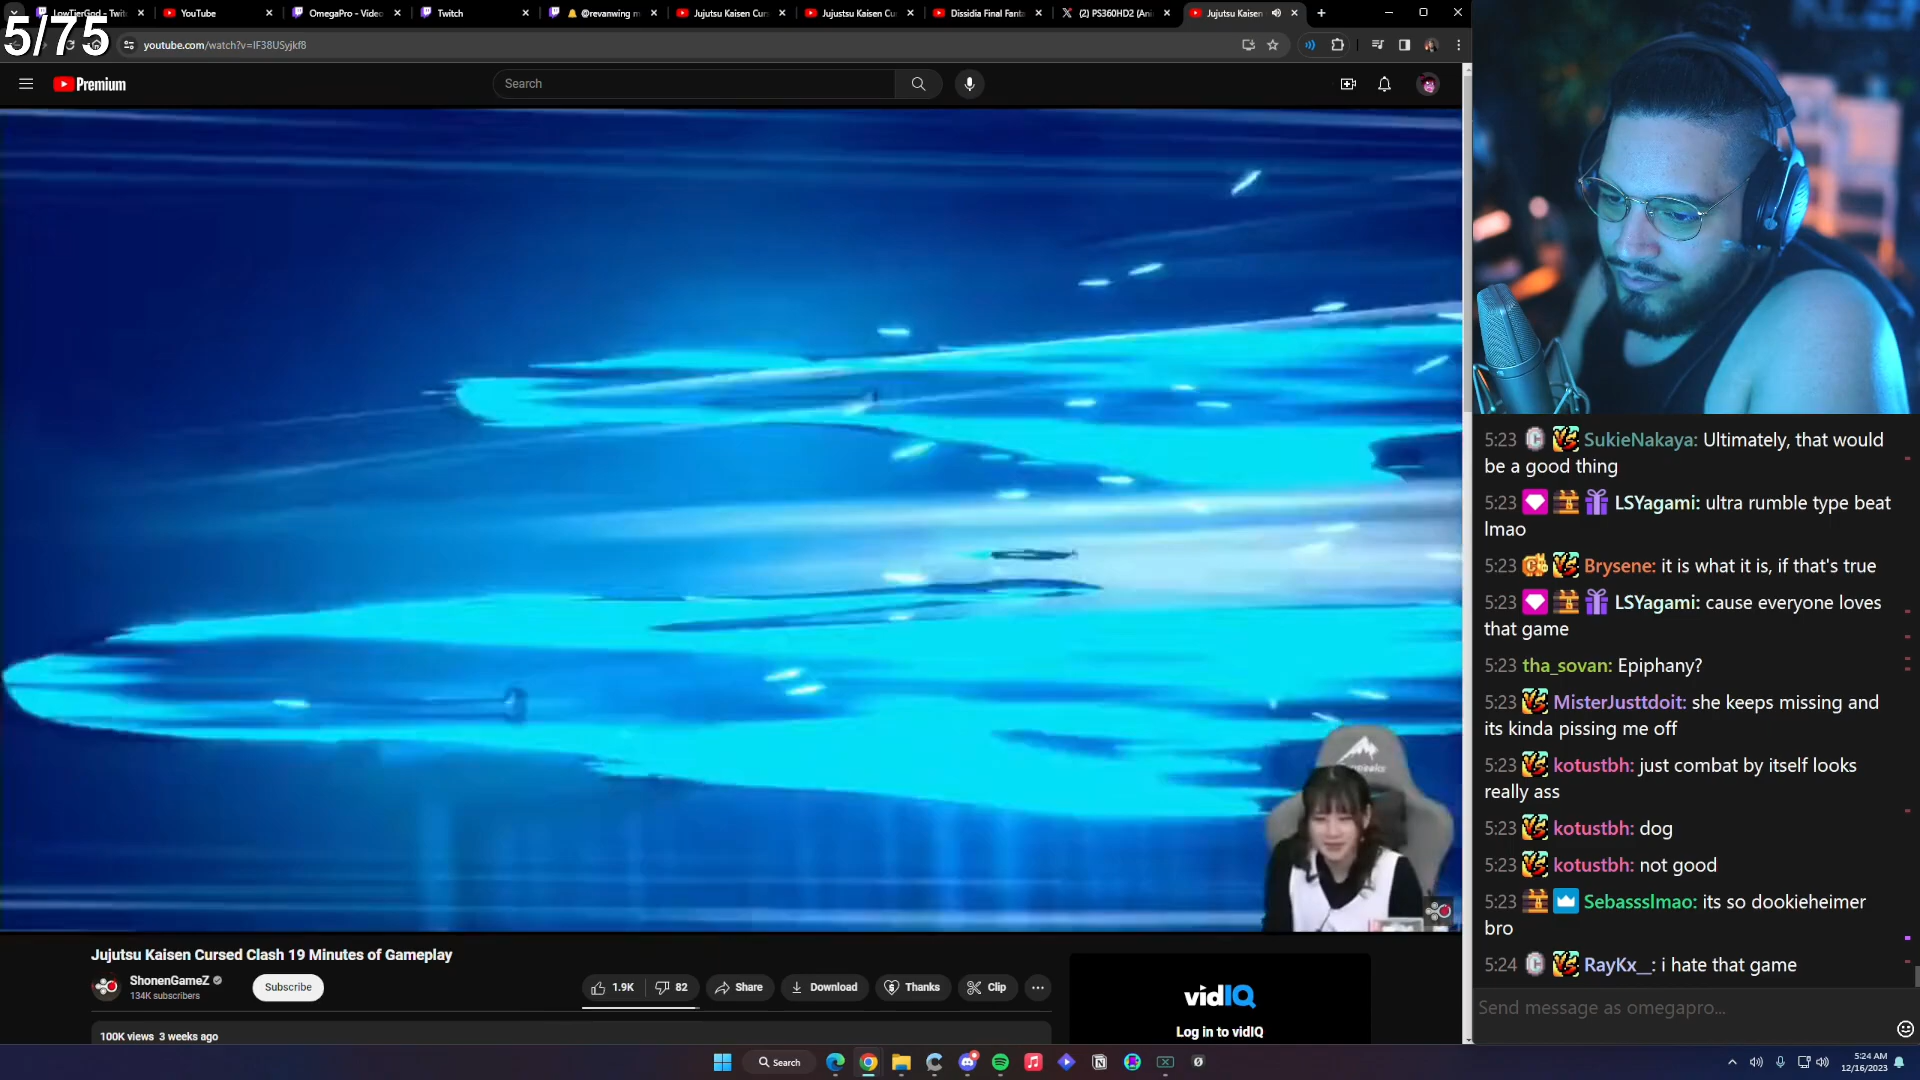 5/75
LowTierGod - Twit
YouTube
OmegaPro - Video
Twitch
@revanwing m
Jujutsu Kaisen Cur
Jujustsu Kaisen Cu
Dissidia Final Fanta
(2) PS360HD2 (Ani
Jujutsu Kaisen
youtube.com/watch?v=IF38USyjkf8
Premium
Search
5:23 SukieNakaya: Ultimately, that would
be a good thing
5:23 LSYagami: ultra rumble type beat
lmao
5:23 Brysene: it is what it is, if that's true
5:23 LSYagami: cause everyone loves
that game
5:23 tha_sovan: Epiphany?
5:23 MisterJusttdoit: she keeps missing and
its kinda pissing me off
5:23 kotustbh: just combat by itself looks
really ass
5:23 kotustbh: dog
5:23 kotustbh: not good
5:23 Sebassslmao: its so dookieheimer
bro
5:24 RayKx__: i hate that game
Send message as omegapro...
Jujutsu Kaisen Cursed Clash 19 Minutes of Gameplay
ShonenGameZ
134K subscribers
Subscribe
1.9K
82
Share
Download
Thanks
Clip
vidIQ
Log in to vidIQ
100K views 3 weeks ago
Search
5:24 AM
12/16/2023